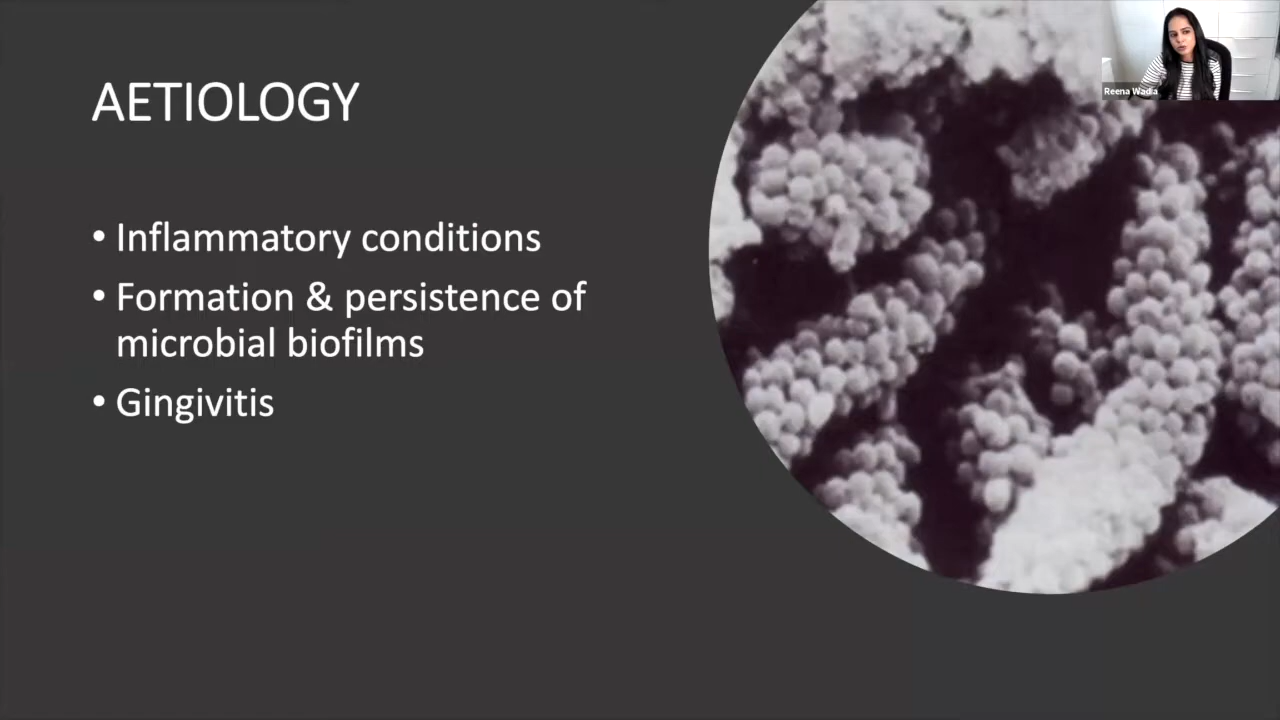 AETIOLOGY
• Inflammatory conditions
• Formation & persistence of
microbial biofilms
• Gingivitis
Reena Wadia